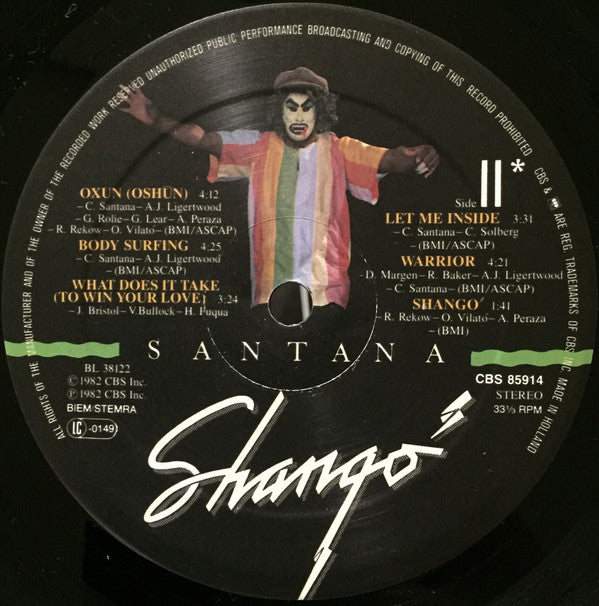 ALL RIGHTS OF THE MANUFACTURER AND OF THE OWNER OF THE RECORDED WORK RESERVED UNAUTHORIZED PUBLIC PERFORMANCE BROADCASTING AND COPYING OF THIS RECORD PROHIBITED. CBS & ARE REG. TRADEMARKS OF CBS INC. MADE IN HOLLAND
OXUN (OSHŪN) 4:12
–C. Santana–A.J. Ligertwood
–G. Rolie–G. Lear–A. Peraza
–R. Rekow–O. Vilató–(BMI/ASCAP)
BODY SURFING 4:25
–C. Santana–A.J. Ligertwood
–(BMI/ASCAP)
WHAT DOES IT TAKE
(TO WIN YOUR LOVE) 3:24
–J. Bristol–V.Bullock–H. Fuqua
Side II*
LET ME INSIDE 3:31
–C. Santana–C. Solberg
–(BMI/ASCAP)
WARRIOR 4:21
–D. Margen–R. Baker–A.J. Ligertwood
–C. Santana–(BMI/ASCAP)
SHANGO´ 1:41
–R. Rekow–O. Vilató–A. Peraza
–(BMI)
SANTANA
BL 38122
©1982 CBS Inc.
℗1982 CBS Inc.
BIEM/STEMRA
LC-0149
CBS 85914
STEREO
33⅓ RPM
Shangó